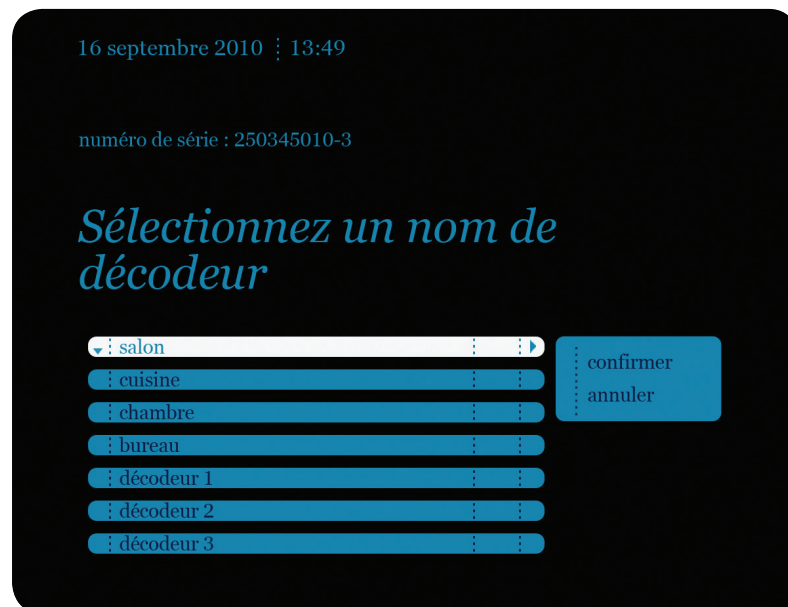 16 septembre 2010 13:49
numéro de série : 250345010-3
Sélectionnez un nom de
décodeur
salon
cuisine
chambre
bureau
décodeur 1
décodeur 2
décodeur 3
confirmer
annuler